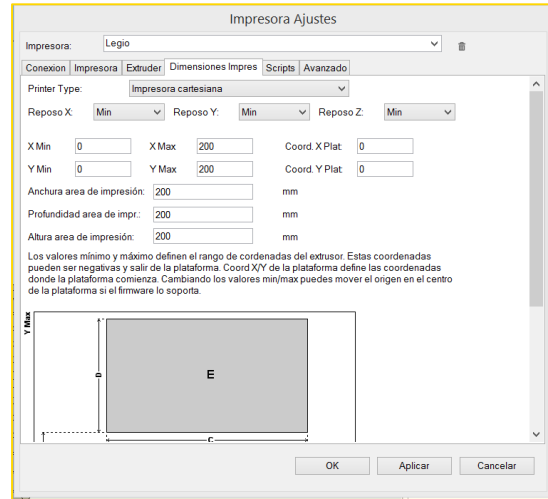 Impresora Ajustes
Impresora: Legio
Conexion Impresora Extruder Dimensiones Impres Scripts Avanzado
Printer Type: Impresora cartesiana
Reposo X: Min Reposo Y: Min Reposo Z: Min
X Min 0 X Max 200 Coord. X Plat: 0
Y Min 0 Y Max 200 Coord. Y Plat: 0
Anchura area de impresión: 200 mm
Profundidad area de impr.: 200 mm
Altura area de impresión: 200 mm
Los valores mínimo y máximo definen el rango de cordenadas del extrusor. Estas coordenadas
pueden ser negativas y salir de la plataforma. Coord X/Y de la plataforma define las coordenadas
donde la plataforma comienza. Cambiando los valores min/max puedes mover el origen en el centro
de la plataforma si el firmware lo soporta.
Y Max
D
E
C
OK Aplicar Cancelar